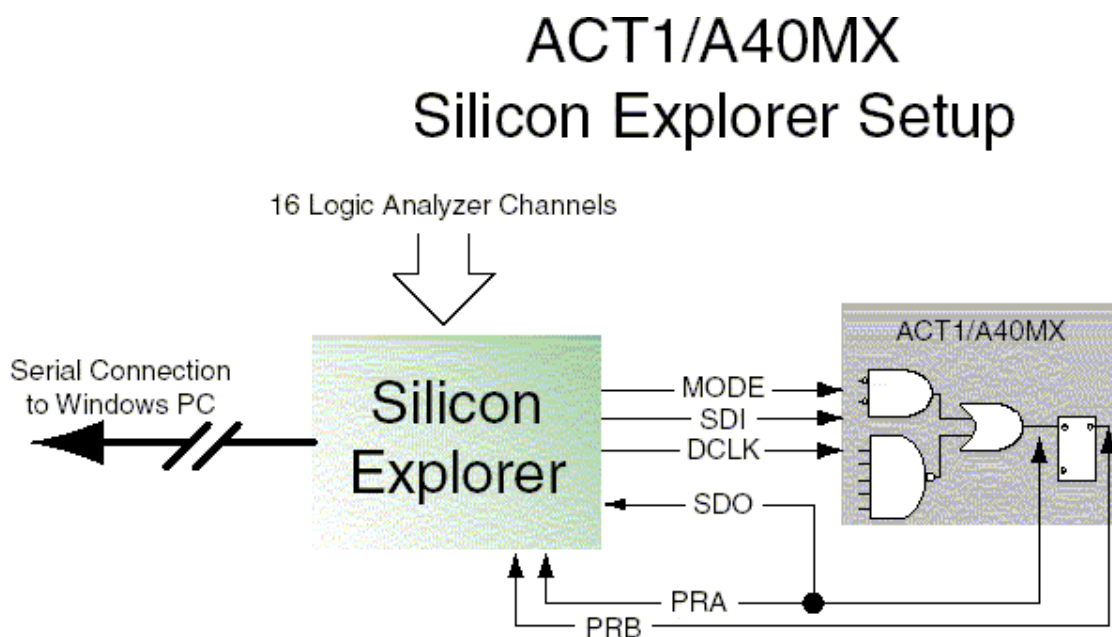 ACT1/A40MX
Silicon Explorer Setup
16 Logic Analyzer Channels
Serial Connection
to Windows PC
Silicon
Explorer
MODE
SDI
DCLK
SDO
PRA
PRB
ACT1/A40MX